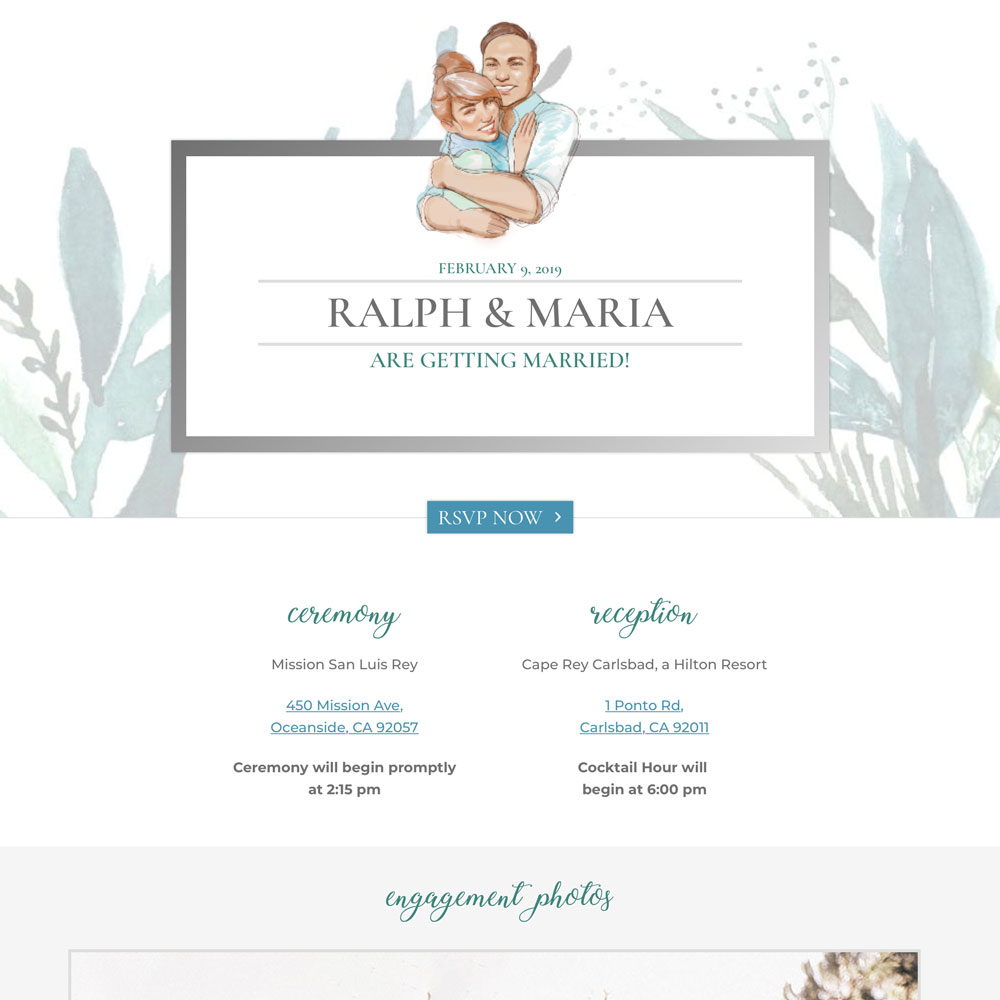 FEBRUARY 9, 2019
RALPH & MARIA
ARE GETTING MARRIED!
RSVP NOW >
ceremony
Mission San Luis Rey
450 Mission Ave,
Oceanside, CA 92057
Ceremony will begin promptly
at 2:15 pm
reception
Cape Rey Carlsbad, a Hilton Resort
1 Ponto Rd,
Carlsbad, CA 92011
Cocktail Hour will
begin at 6:00 pm
engagement photos